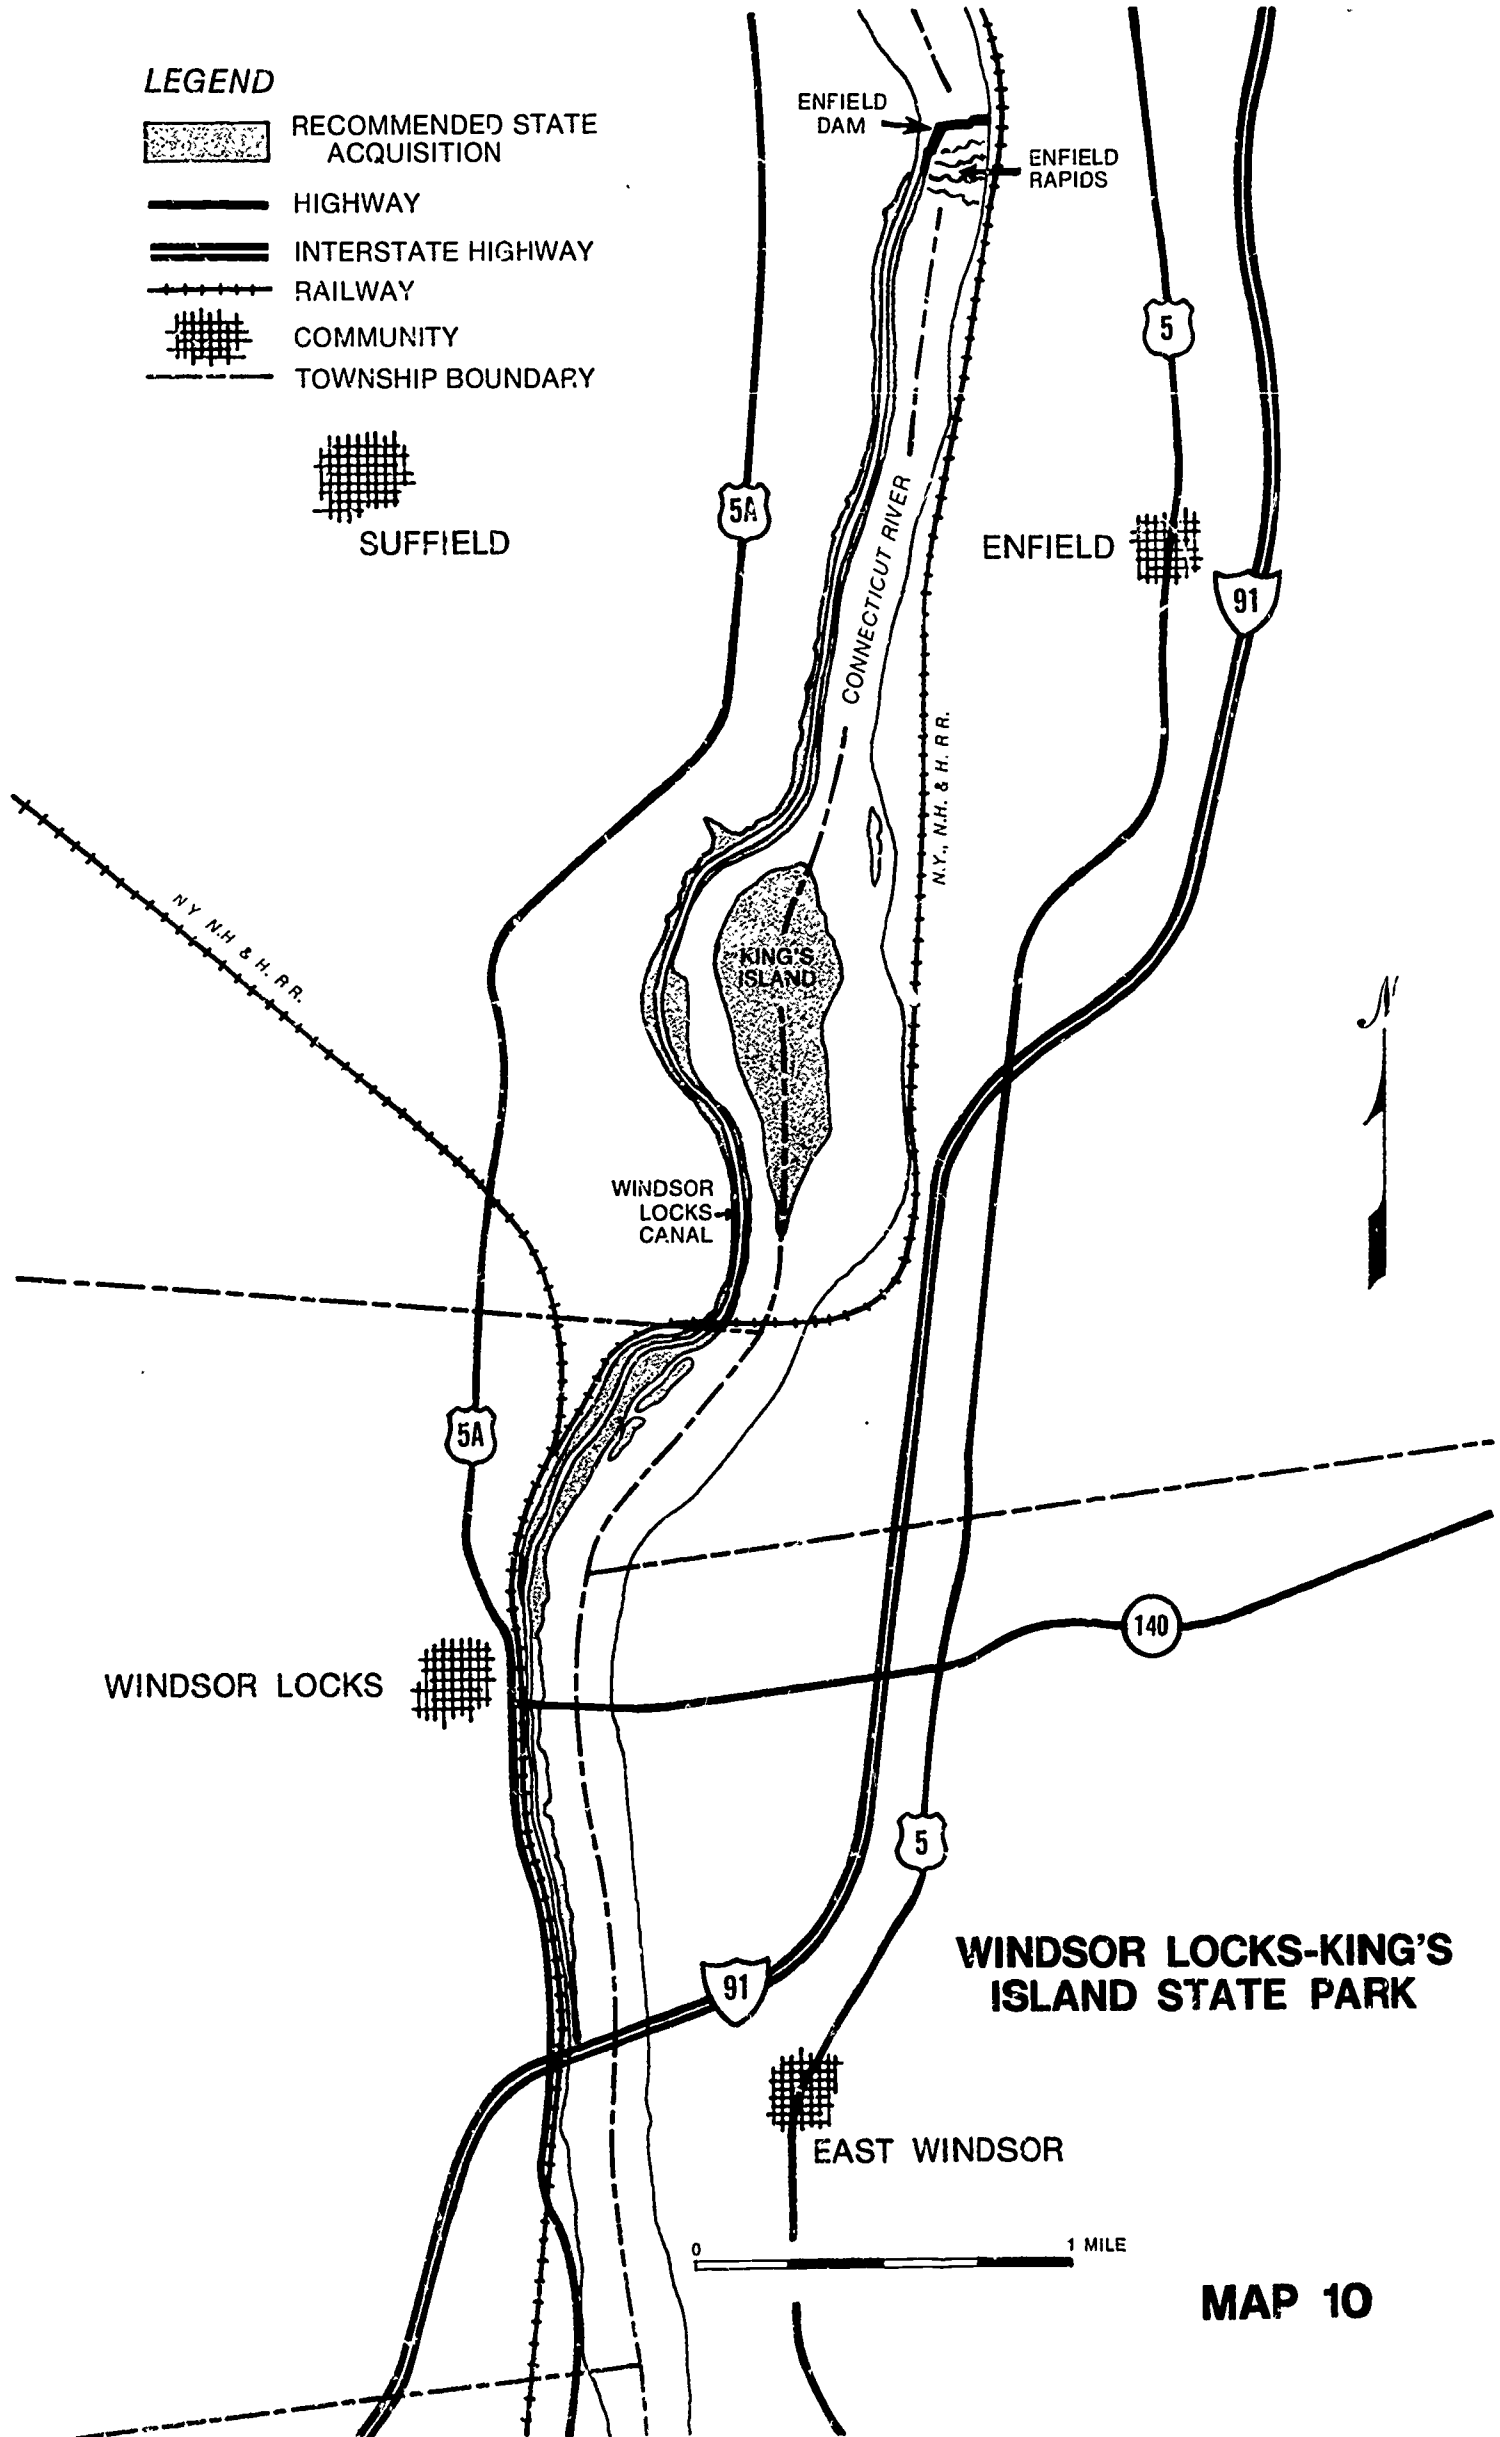 LEGEND
RECOMMENDED STATE
ACQUISITION
HIGHWAY
INTERSTATE HIGHWAY
RAILWAY
COMMUNITY
TOWNSHIP BOUNDARY
ENFIELD
DAM
ENFIELD
RAPIDS
5
SUFFIELD
5A
CONNECTICUT RIVER
ENFIELD
91
N.Y., N.H. & H. RR.
NY N.H & H. RR.
KING'S
ISLAND
N
WINDSOR
LOCKS
CANAL
5A
140
WINDSOR LOCKS
5
WINDSOR LOCKS-KING'S
ISLAND STATE PARK
91
EAST WINDSOR
0 1 MILE
MAP 10